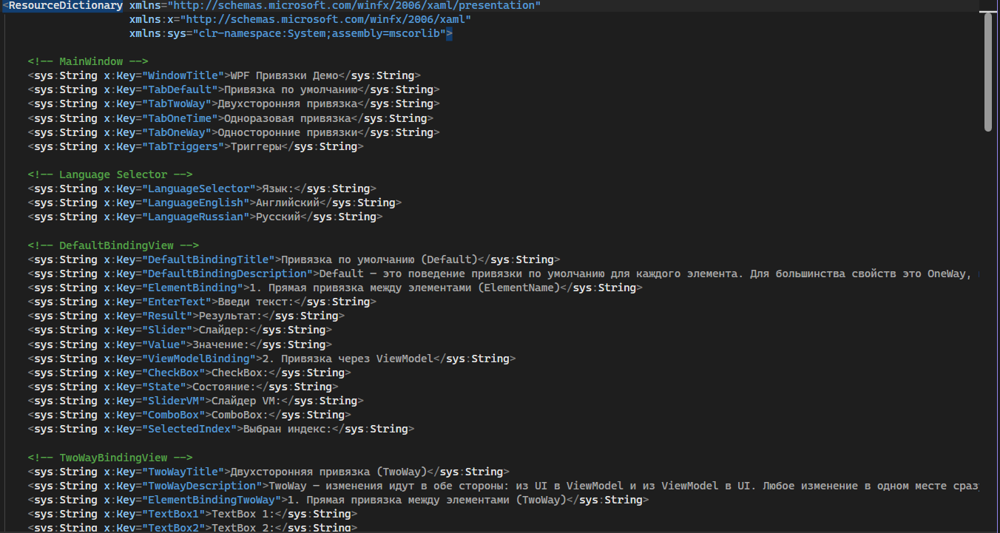 <ResourceDictionary xmlns="http://schemas.microsoft.com/winfx/2006/xaml/presentation"
xmlns:x="http://schemas.microsoft.com/winfx/2006/xaml"
xmlns:sys="clr-namespace:System;assembly=mscorlib">
<!-- MainWindow -->
<sys:String x:Key="WindowTitle">WPF Привязки Демо</sys:String>
<sys:String x:Key="TabDefault">Привязка по умолчанию</sys:String>
<sys:String x:Key="TabTwoWay">Двухсторонняя привязка</sys:String>
<sys:String x:Key="TabOneTime">Одноразовая привязка</sys:String>
<sys:String x:Key="TabOneWay">Односторонние привязки</sys:String>
<sys:String x:Key="TabTriggers">Триггеры</sys:String>
<!-- Language Selector -->
<sys:String x:Key="LanguageSelector">Язык:</sys:String>
<sys:String x:Key="LanguageEnglish">Английский</sys:String>
<sys:String x:Key="LanguageRussian">Русский</sys:String>
<!-- DefaultBindingView -->
<sys:String x:Key="DefaultBindingTitle">Привязка по умолчанию (Default)</sys:String>
<sys:String x:Key="DefaultBindingDescription">Default — это поведение привязки по умолчанию для каждого элемента. Для большинства свойств это OneWay,
<sys:String x:Key="ElementBinding">1. Прямая привязка между элементами (ElementName)</sys:String>
<sys:String x:Key="EnterText">Введи текст:</sys:String>
<sys:String x:Key="Result">Результат:</sys:String>
<sys:String x:Key="Slider">Слайдер:</sys:String>
<sys:String x:Key="Value">Значение:</sys:String>
<sys:String x:Key="ViewModelBinding">2. Привязка через ViewModel</sys:String>
<sys:String x:Key="CheckBox">CheckBox:</sys:String>
<sys:String x:Key="State">Состояние:</sys:String>
<sys:String x:Key="SliderVM">Слайдер VM:</sys:String>
<sys:String x:Key="ComboBox">ComboBox:</sys:String>
<sys:String x:Key="SelectedIndex">Выбран индекс:</sys:String>
<!-- TwoWayBindingView -->
<sys:String x:Key="TwoWayTitle">Двухсторонняя привязка (TwoWay)</sys:String>
<sys:String x:Key="TwoWayDescription">TwoWay — изменения идут в обе стороны: из UI в ViewModel и из ViewModel в UI. Любое изменение в одном месте сраз
<sys:String x:Key="ElementBindingTwoWay">1. Прямая привязка между элементами (TwoWay)</sys:String>
<sys:String x:Key="TextBox1">TextBox 1:</sys:String>
<sys:String x:Key="TextBox2">TextBox 2:</sys:String>